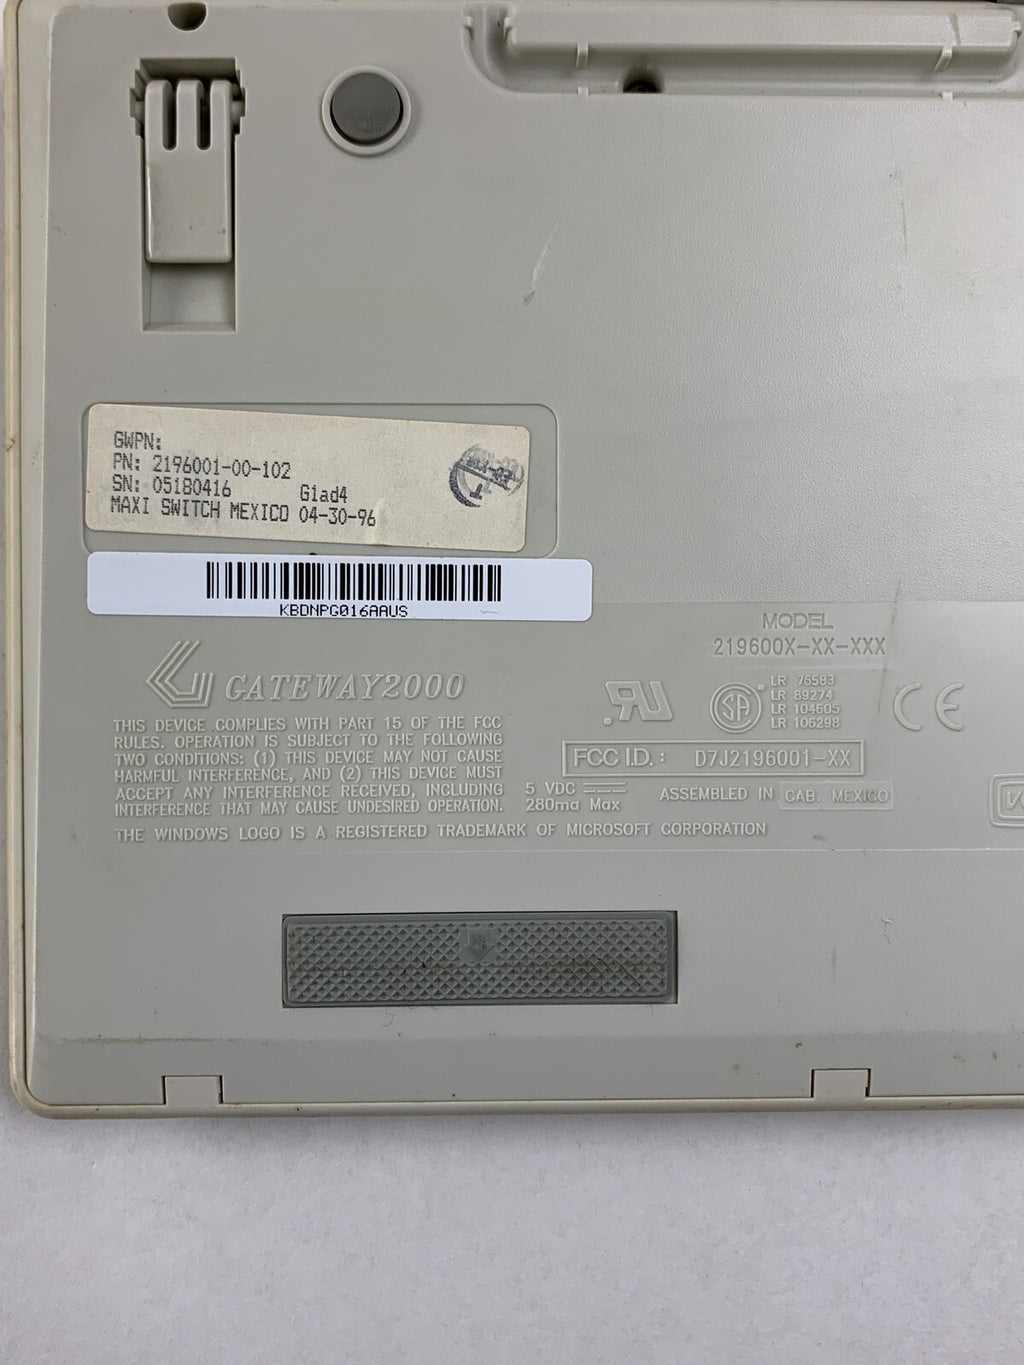 GWPN:
PN: 2196001-00-102
SN: 05180416 G1ad4
MAXI SWITCH MEXICO 04-30-96
KBDNPG016AAUS
MODEL
219600X-XX-XXX
GATEWAY2000
LR 76583
LR 89274
LR 104605
LR 106298
SA
CE
THIS DEVICE COMPLIES WITH PART 15 OF THE FCC
RULES. OPERATION IS SUBJECT TO THE FOLLOWING
TWO CONDITIONS: (1) THIS DEVICE MAY NOT CAUSE
HARMFUL INTERFERENCE, AND (2) THIS DEVICE MUST
ACCEPT ANY INTERFERENCE RECEIVED, INCLUDING
INTERFERENCE THAT MAY CAUSE UNDESIRED OPERATION.
FCC I.D.: D7J2196001-XX
5 VDC
280ma Max
ASSEMBLED IN CAB. MEXICO
THE WINDOWS LOGO IS A REGISTERED TRADEMARK OF MICROSOFT CORPORATION